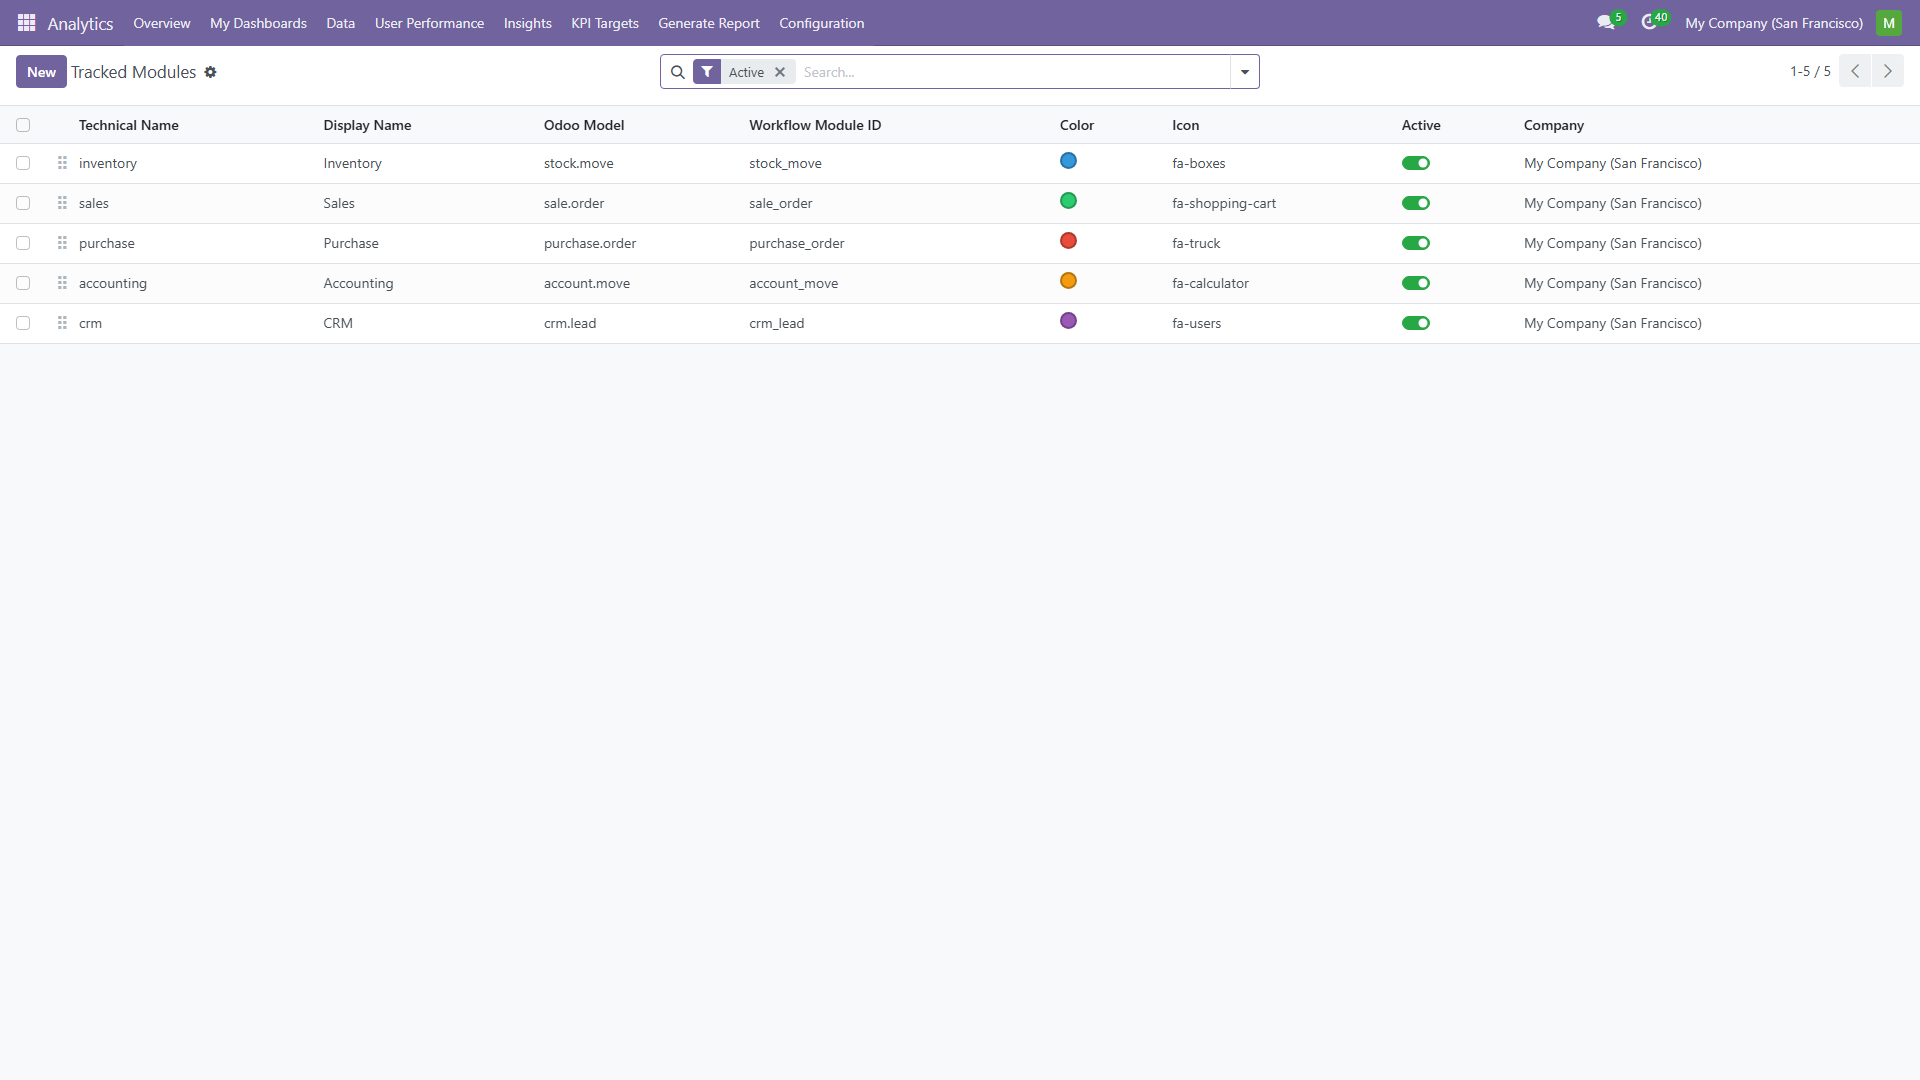 Analytics Overview My Dashboards Data User Performance Insights KPI Targets Generate Report Configuration 5 40 My Company (San Francisco) M
New Tracked Modules Active Search... 1-5 / 5
Technical Name Display Name Odoo Model Workflow Module ID Color Icon Active Company
inventory Inventory stock.move stock_move fa-boxes My Company (San Francisco)
sales Sales sale.order sale_order fa-shopping-cart My Company (San Francisco)
purchase Purchase purchase.order purchase_order fa-truck My Company (San Francisco)
accounting Accounting account.move account_move fa-calculator My Company (San Francisco)
crm CRM crm.lead crm_lead fa-users My Company (San Francisco)